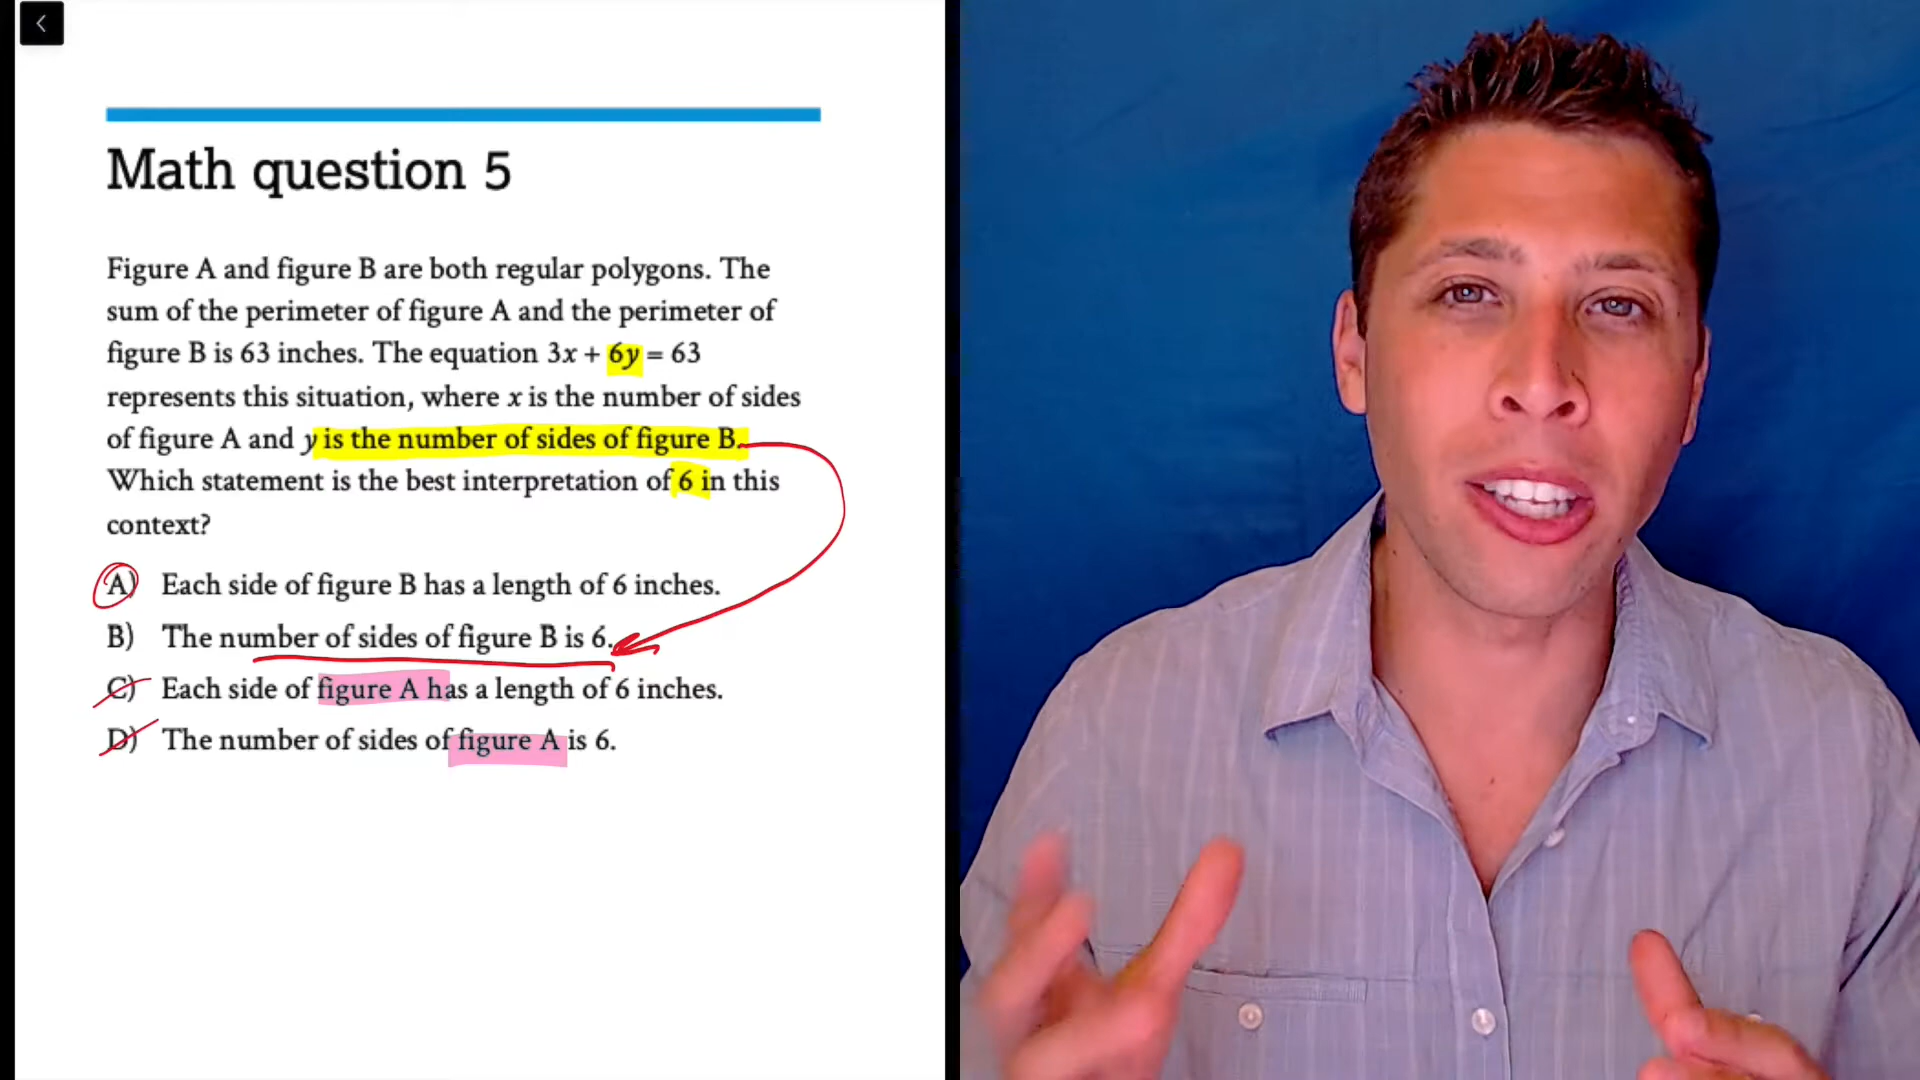 Math question 5
Figure A and figure B are both regular polygons. The
sum of the perimeter of figure A and the perimeter of
figure B is 63 inches. The equation 3x + 6y = 63
represents this situation, where x is the number of sides
of figure A and y is the number of sides of figure B.
Which statement is the best interpretation of 6 in this
context?
A) Each side of figure B has a length of 6 inches.
B) The number of sides of figure B is 6.
C) Each side of figure A has a length of 6 inches.
D) The number of sides of figure A is 6.